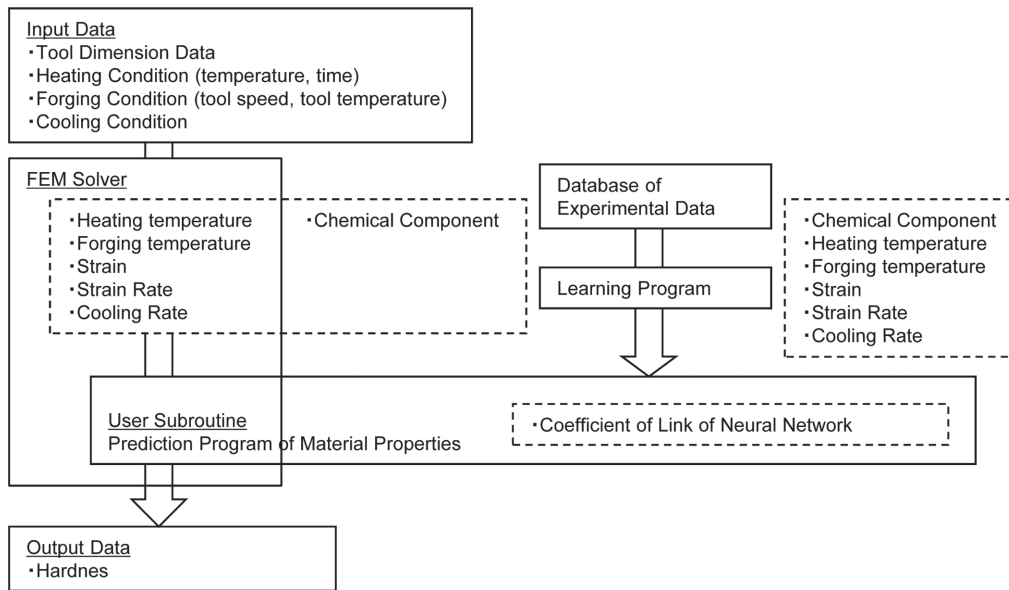 Input Data
・Tool Dimension Data
・Heating Condition (temperature, time)
・Forging Condition (tool speed, tool temperature)
・Cooling Condition
FEM Solver
・Heating temperature
・Forging temperature
・Strain
・Strain Rate
・Cooling Rate
・Chemical Component
Database of
Experimental Data
Learning Program
・Chemical Component
・Heating temperature
・Forging temperature
・Strain
・Strain Rate
・Cooling Rate
User Subroutine
Prediction Program of Material Properties
・Coefficient of Link of Neural Network
Output Data
・Hardnes